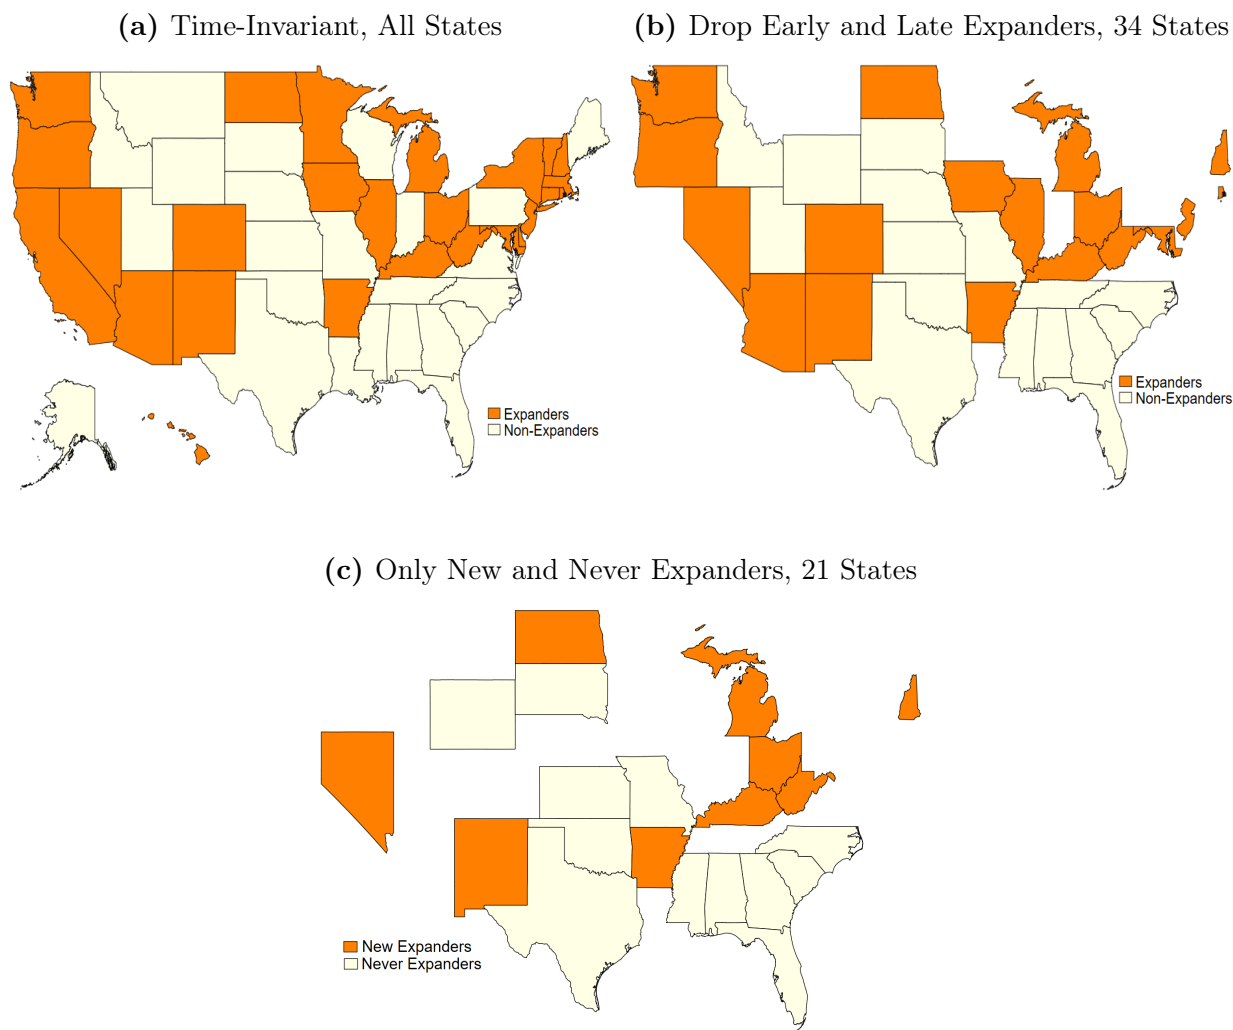 (a) Time-Invariant, All States
(b) Drop Early and Late Expanders, 34 States
Expanders
Non-Expanders
Expanders
Non-Expanders
(c) Only New and Never Expanders, 21 States
New Expanders
Never Expanders